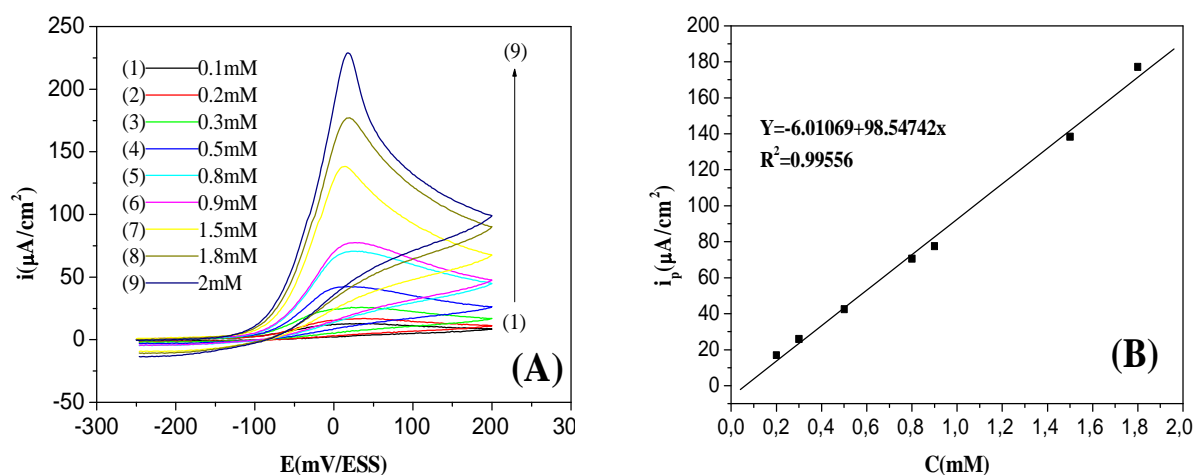 250
200
150
100
50
0
-50
-300
-200
-100
0
100
200
30
i(µA/cm²)
E(mV/ESS)
(1) 0.1mM
(2) 0.2mM
(3) 0.3mM
(4) 0.5mM
(5) 0.8mM
(6) 0.9mM
(7) 1.5mM
(8) 1.8mM
(9) 2mM
(9)
(1)
(A)
200
180
160
140
120
100
80
60
40
20
0
0,0
0,2
0,4
0,6
0,8
1,0
1,2
1,4
1,6
1,8
2,0
iₚ(µA/cm²)
C(mM)
Y=-6.01069+98.54742x
R²=0.99556
(B)